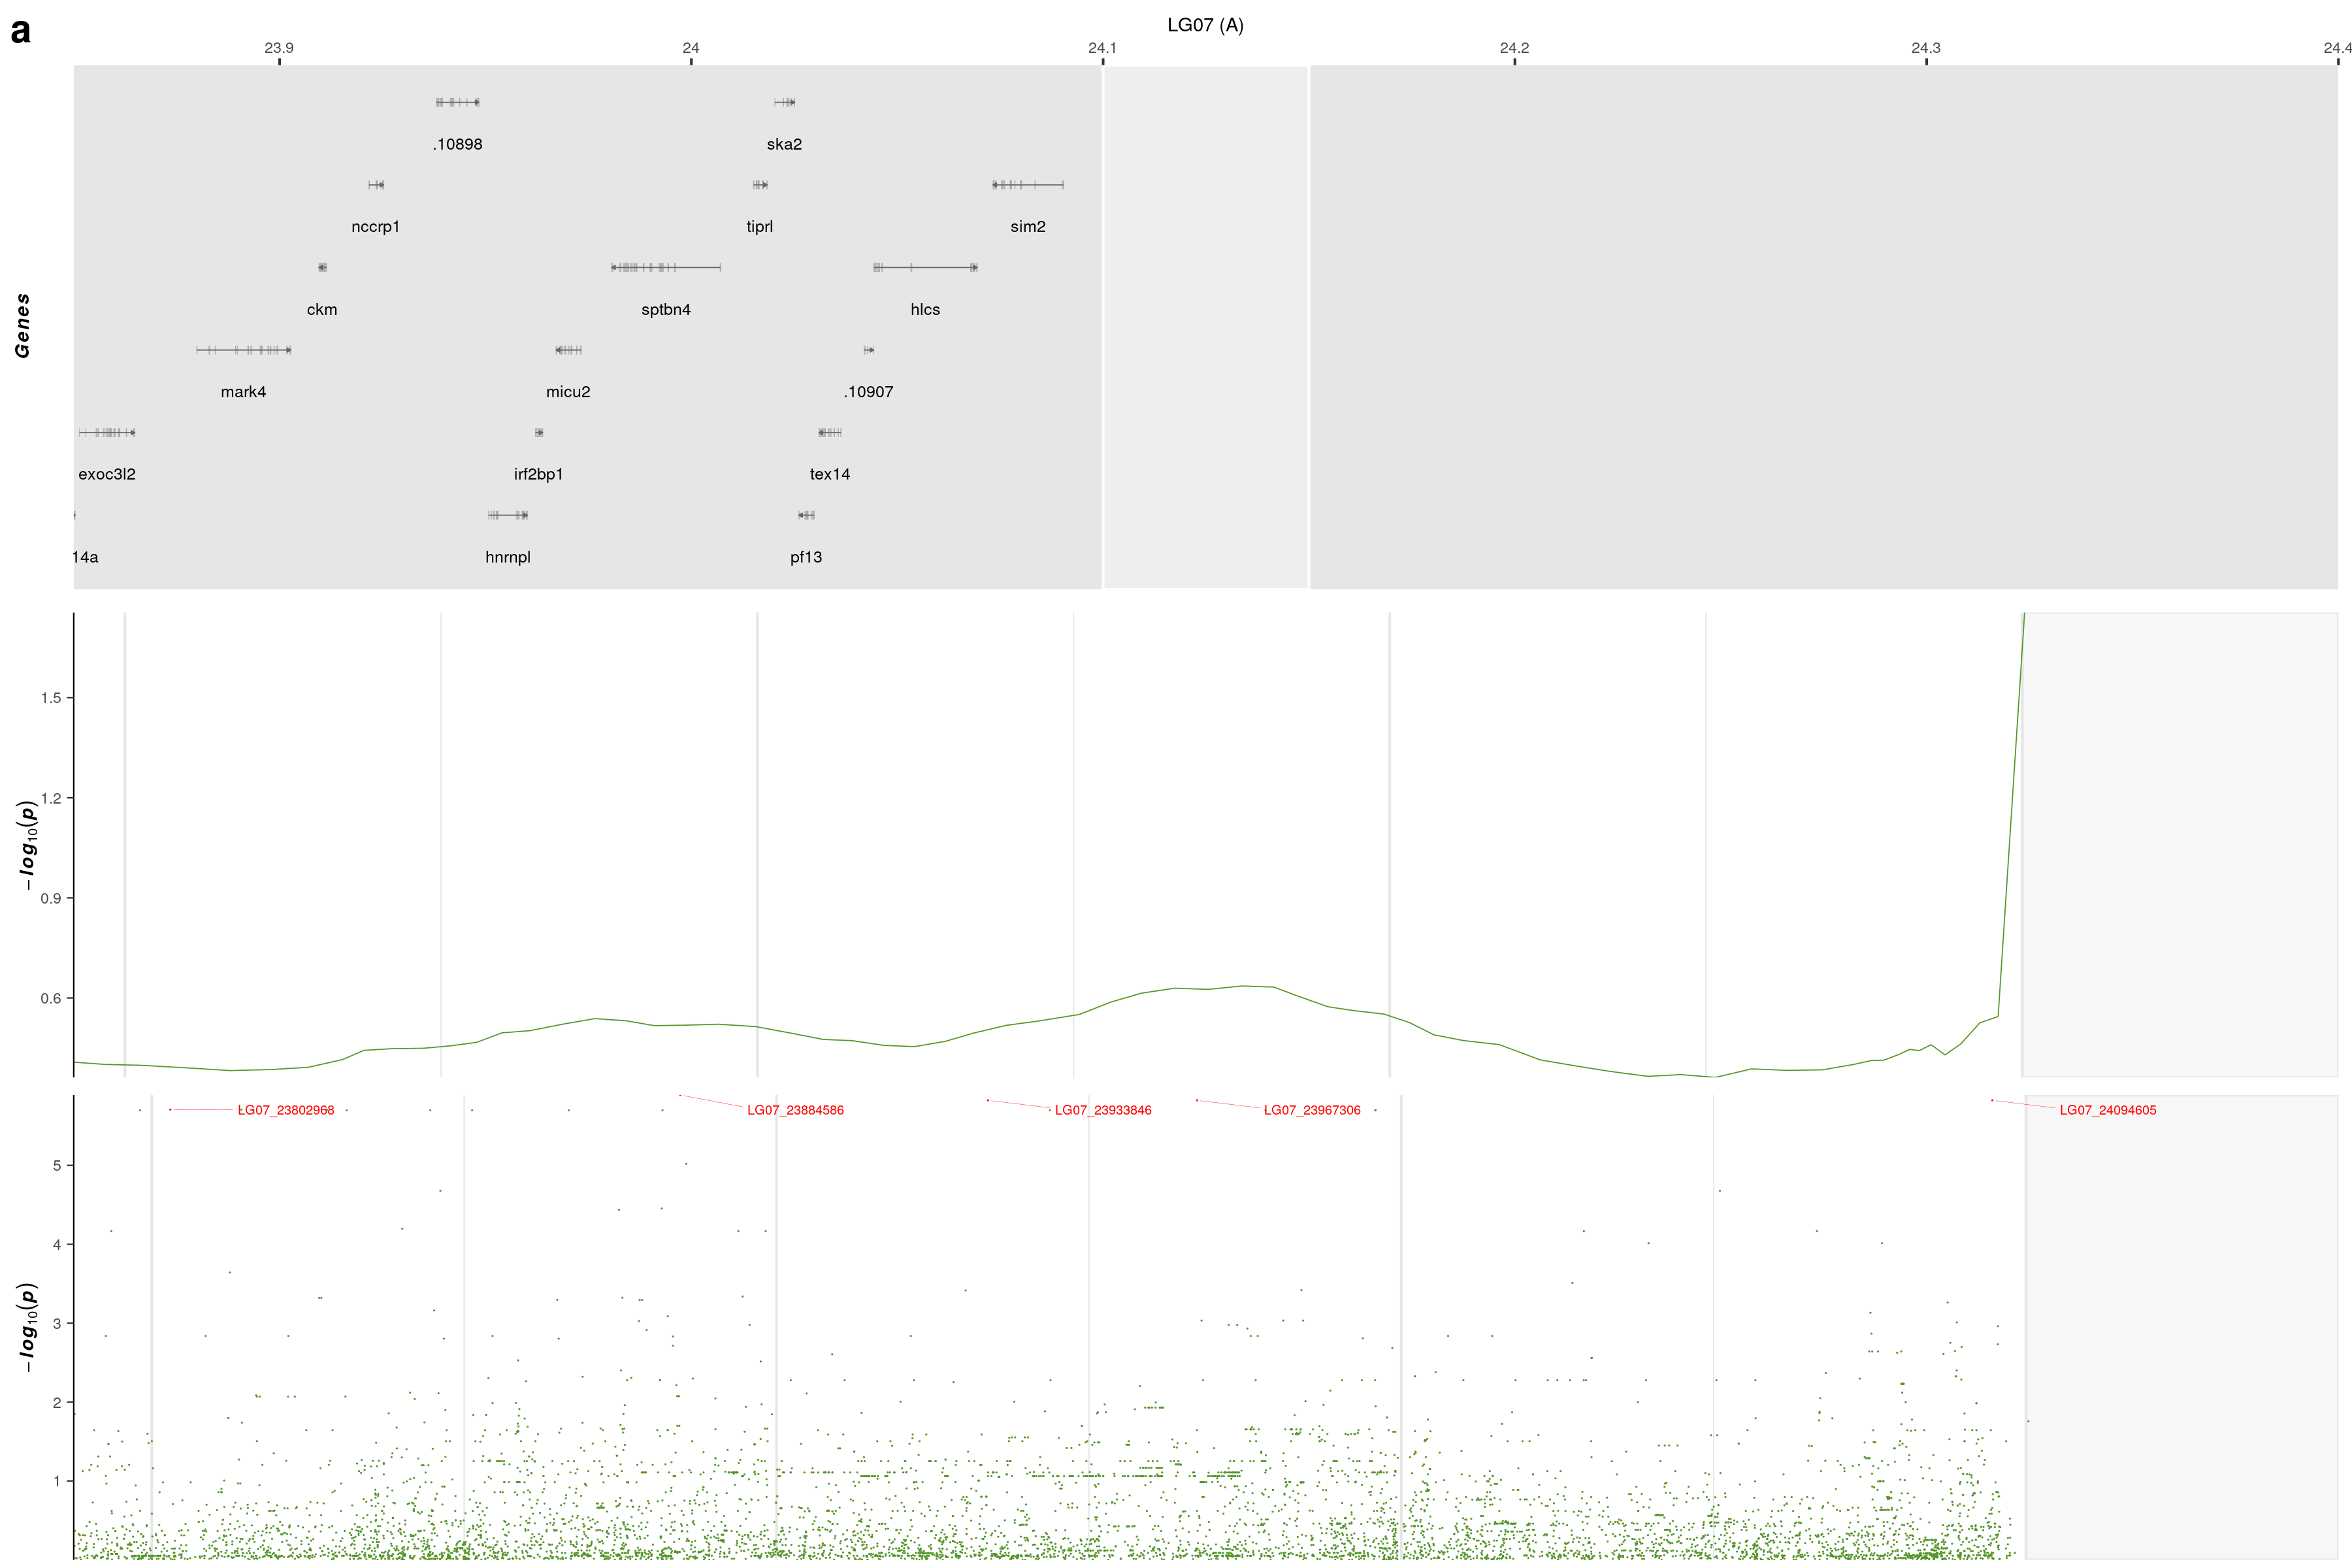 a
LG07 (A)
23.9 24 24.1 24.2 24.3 24.4
.10898 ska2
nccrp1 tiprl sim2
ckm sptbn4 hlcs
Genes
mark4 micu2 .10907
exoc3l2 irf2bp1 tex14
14a hnrnpl pf13
1.5
1.2
0.9
0.6
−log10(p)
LG07_23802968 LG07_23884586 LG07_23933846 LG07_23967306 LG07_24094605
5
4
3
2
1
−log10(p)